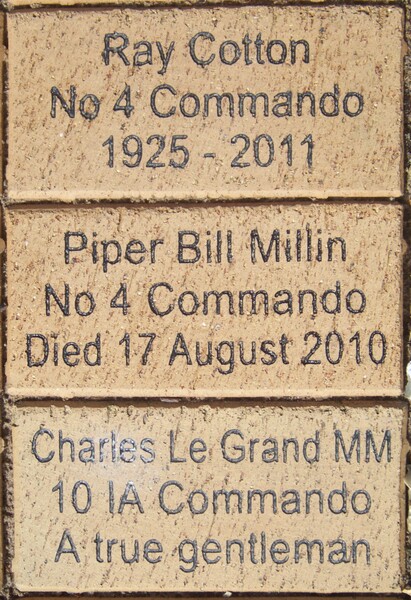 Ray Cotton
No 4 Commando
1925 - 2011
Piper Bill Millin
No 4 Commando
Died 17 August 2010
Charles Le Grand MM
10 IA Commando
A true gentleman